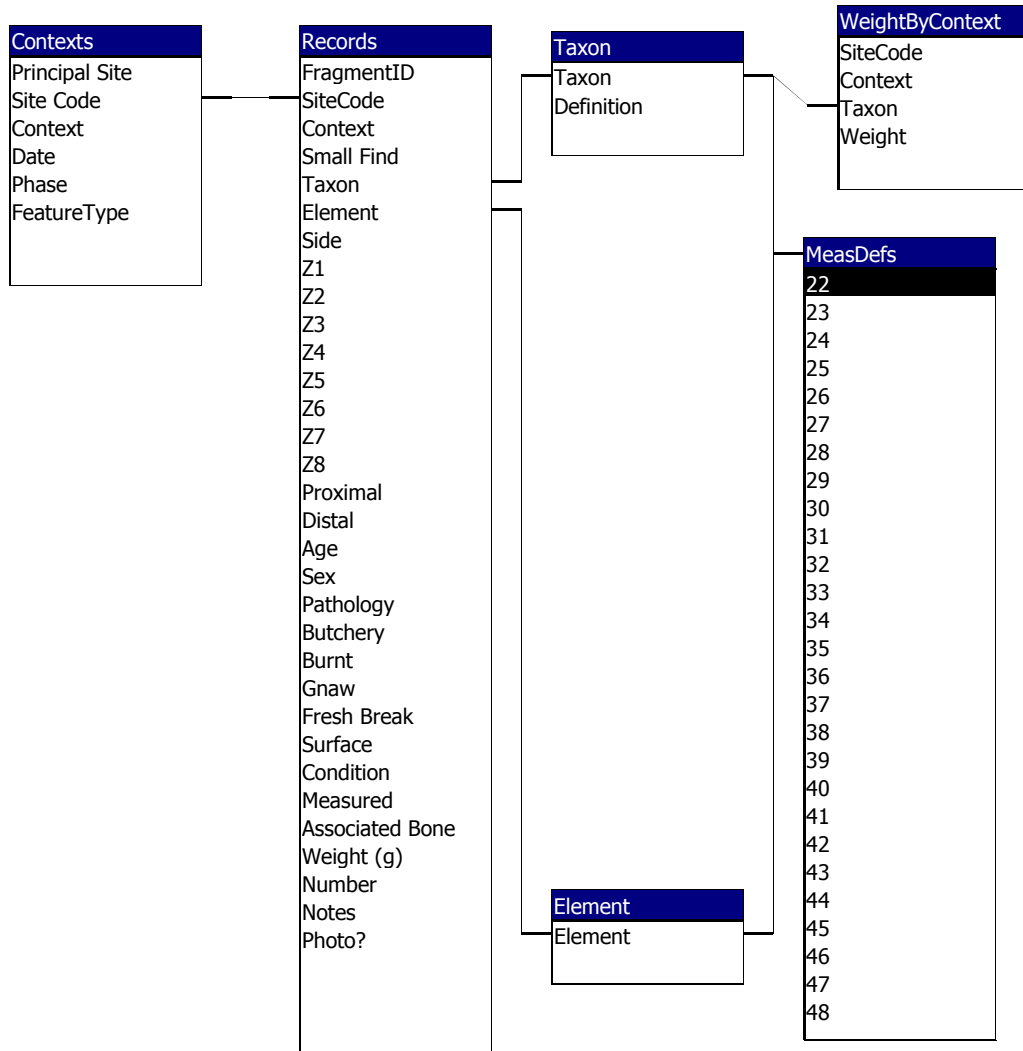 Contexts
Principal Site
Site Code
Context
Date
Phase
FeatureType
Records
FragmentID
SiteCode
Context
Small Find
Taxon
Element
Side
Z1
Z2
Z3
Z4
Z5
Z6
Z7
Z8
Proximal
Distal
Age
Sex
Pathology
Butchery
Burnt
Gnaw
Fresh Break
Surface
Condition
Measured
Associated Bone
Weight (g)
Number
Notes
Photo?
Taxon
Taxon
Definition
Element
Element
WeightByContext
SiteCode
Context
Taxon
Weight
MeasDefs
22
23
24
25
26
27
28
29
30
31
32
33
34
35
36
37
38
39
40
41
42
43
44
45
46
47
48